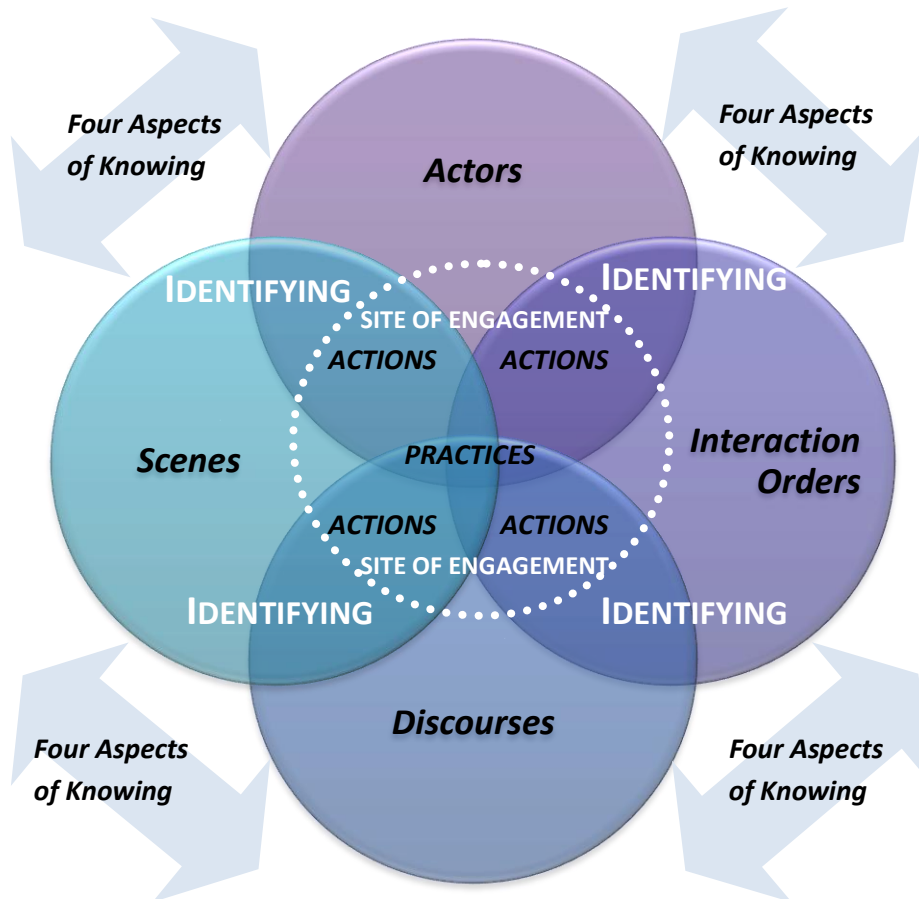 Four Aspects
of Knowing
Four Aspects
of Knowing
Actors
IDENTIFYING
IDENTIFYING
SITE OF ENGAGEMENT
ACTIONS
ACTIONS
Scenes
PRACTICES
Interaction
Orders
ACTIONS
ACTIONS
SITE OF ENGAGEMENT
IDENTIFYING
IDENTIFYING
Discourses
Four Aspects
of Knowing
Four Aspects
of Knowing